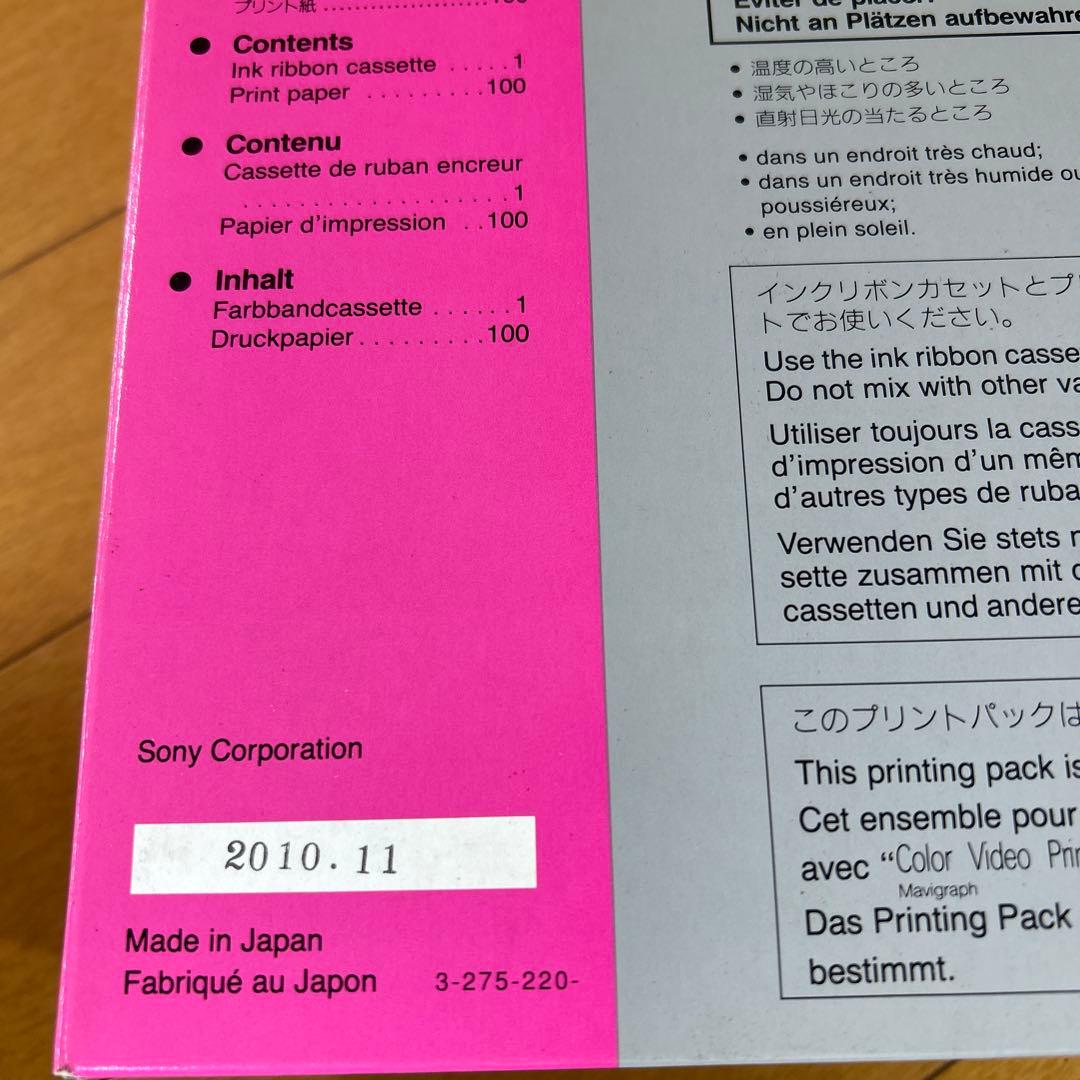 プリント紙 ......................100
● Contents
Ink ribbon cassette .....1
Print paper .........100
● Contenu
Cassette de ruban encreur
....................1
Papier d'impression ..100
● Inhalt
Farbbandcassette ......1
Druckpapier.........100
Sony Corporation
2010.11
Made in Japan
Fabriqué au Japon 3-275-220-
Nicht an Plätzen aufbewahre
• 温度の高いところ
• 湿気やほこりの多いところ
• 直射日光の当たるところ
• dans un endroit très chaud;
• dans un endroit très humide ou
poussiéreux;
• en plein soleil.
インクリボンカセットとプ
トでお使いください。
Use the ink ribbon casse
Do not mix with other va
Utiliser toujours la cass
d'impression d'un mêm
d'autres types de ruba
Verwenden Sie stets
sette zusammen mit
cassetten und andere
このプリントパックは
This printing pack is
Cet ensemble pour
avec "Color Video Prin
Mavigraph
Das Printing Pack
bestimmt.